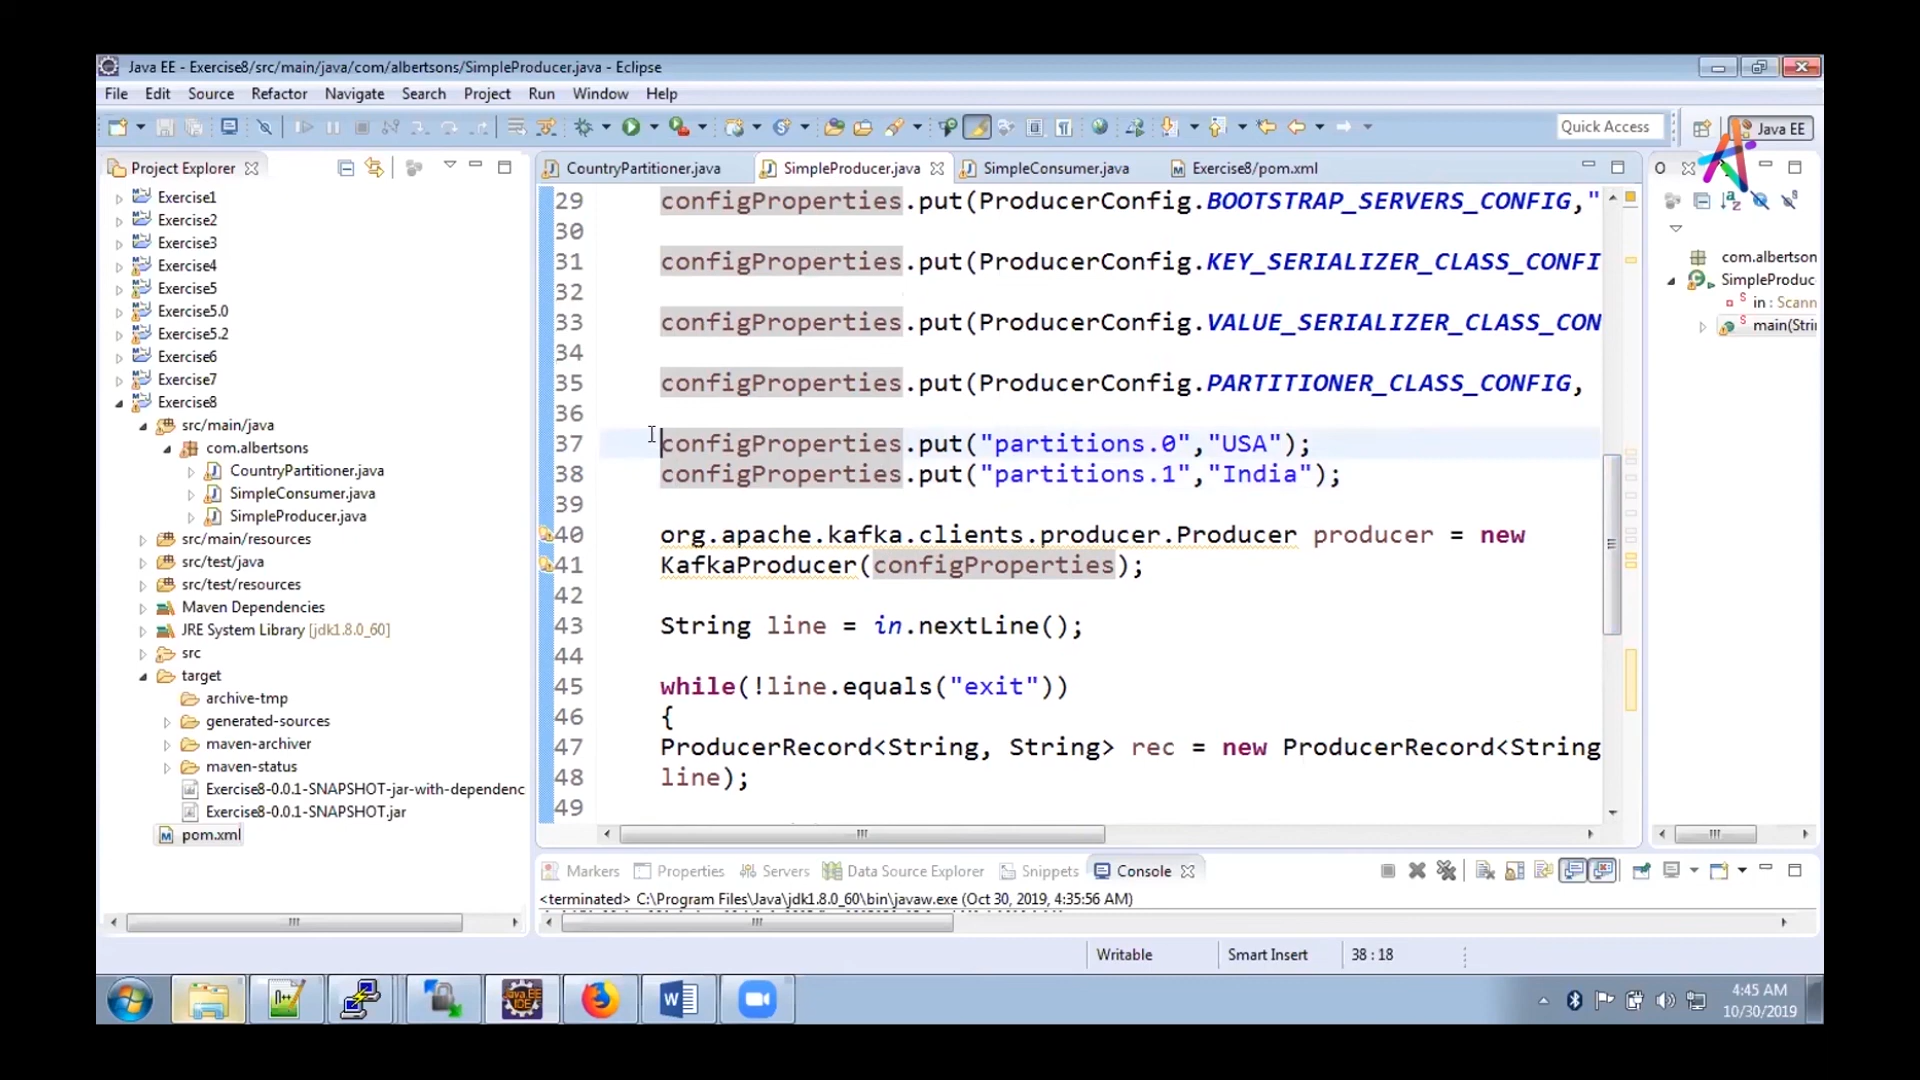 Java EE - Exercise8/src/main/java/com/albertsons/SimpleProducer.java - Eclipse
File Edit Source Refactor Navigate Search Project Run Window Help
Quick Access
Java EE
Project Explorer
Exercise1
Exercise2
Exercise3
Exercise4
Exercise5
Exercise5.0
Exercise5.2
Exercise6
Exercise7
Exercise8
src/main/java
com.albertsons
CountryPartitioner.java
SimpleConsumer.java
SimpleProducer.java
src/main/resources
src/test/java
src/test/resources
Maven Dependencies
JRE System Library [jdk1.8.0_60]
src
target
archive-tmp
generated-sources
maven-archiver
maven-status
Exercise8-0.0.1-SNAPSHOT-jar-with-dependenc
Exercise8-0.0.1-SNAPSHOT.jar
pom.xml
CountryPartitioner.java SimpleProducer.java SimpleConsumer.java Exercise8/pom.xml
29 configProperties.put(ProducerConfig.BOOTSTRAP_SERVERS_CONFIG,"
30
31 configProperties.put(ProducerConfig.KEY_SERIALIZER_CLASS_CONFI
32
33 configProperties.put(ProducerConfig.VALUE_SERIALIZER_CLASS_CON
34
35 configProperties.put(ProducerConfig.PARTITIONER_CLASS_CONFIG,
36
37 configProperties.put("partitions.0","USA");
38 configProperties.put("partitions.1","India");
39
40 org.apache.kafka.clients.producer.Producer producer = new
41 KafkaProducer(configProperties);
42
43 String line = in.nextLine();
44
45 while(!line.equals("exit"))
46 {
47 ProducerRecord<String, String> rec = new ProducerRecord<String
48 line);
49
O
com.albertson
SimpleProduc
in : Scann
main(Stri
Markers Properties Servers Data Source Explorer Snippets Console
<terminated> C:\Program Files\Java\jdk1.8.0_60\bin\javaw.exe (Oct 30, 2019, 4:35:56 AM)
Writable Smart Insert 38 : 18
4:45 AM
10/30/2019